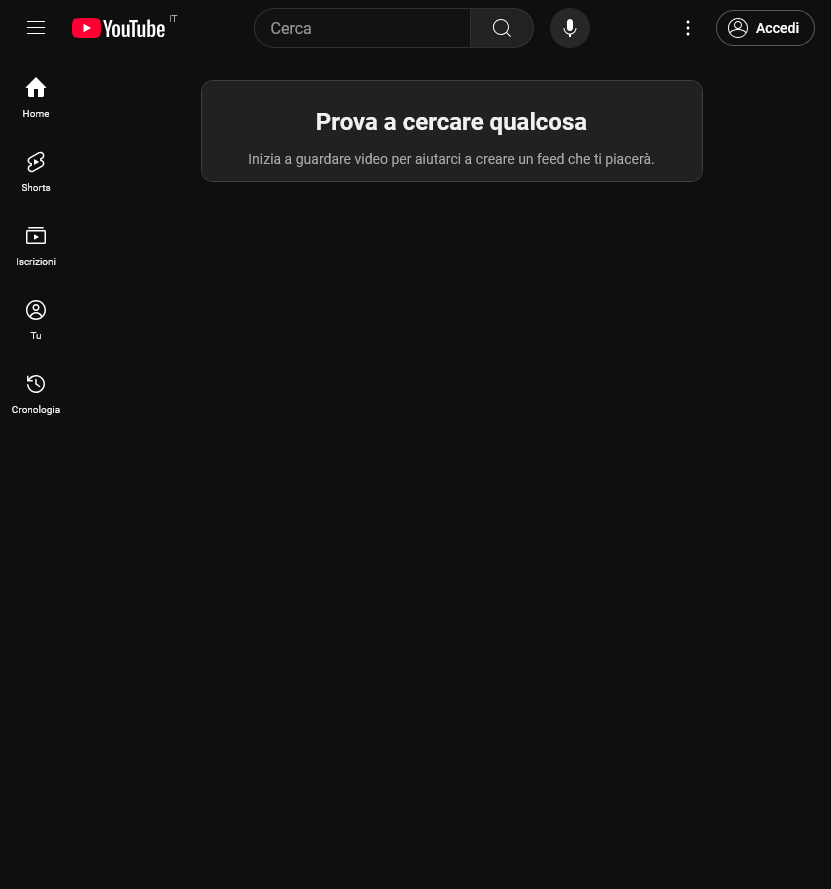 YouTube IT
Cerca
Accedi
Home
Shorts
Iscrizioni
Tu
Cronologia
Prova a cercare qualcosa
Inizia a guardare video per aiutarci a creare un feed che ti piacerà.